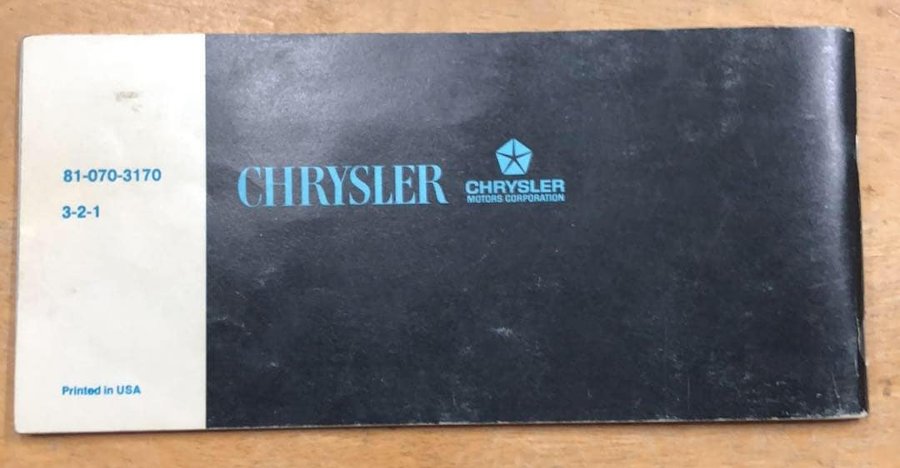 81-070-3170
3-2-1
Printed in USA
CHRYSLER
CHRYSLER
MOTORS CORPORATION